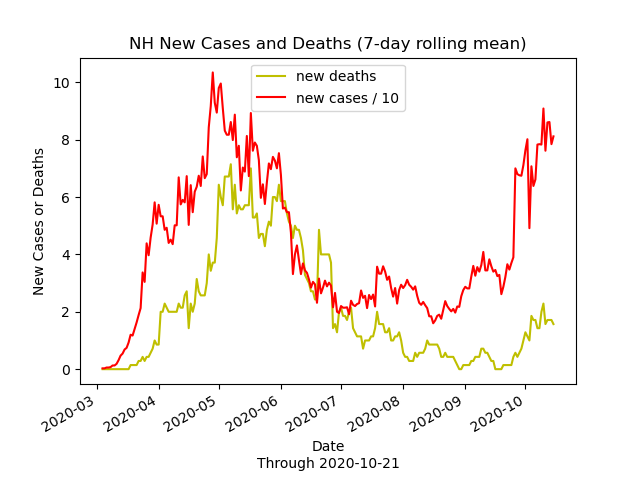 NH New Cases and Deaths (7-day rolling mean)
new deaths
new cases / 10
New Cases or Deaths
10
8
6
4
2
0
2020-03
2020-04
2020-05
2020-06
2020-07
2020-08
2020-09
2020-10
Date
Through 2020-10-21